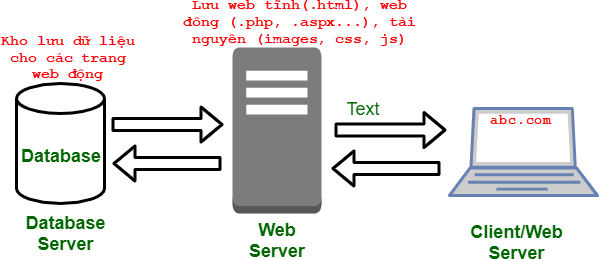 Lưu web tĩnh(.html), web
đông (.php, .aspx...), tài
nguyên (images, css, js)
Kho lưu dữ liệu
cho các trang
web động
Text
abc.com
Database
Database
Server
Web
Server
Client/Web
Server